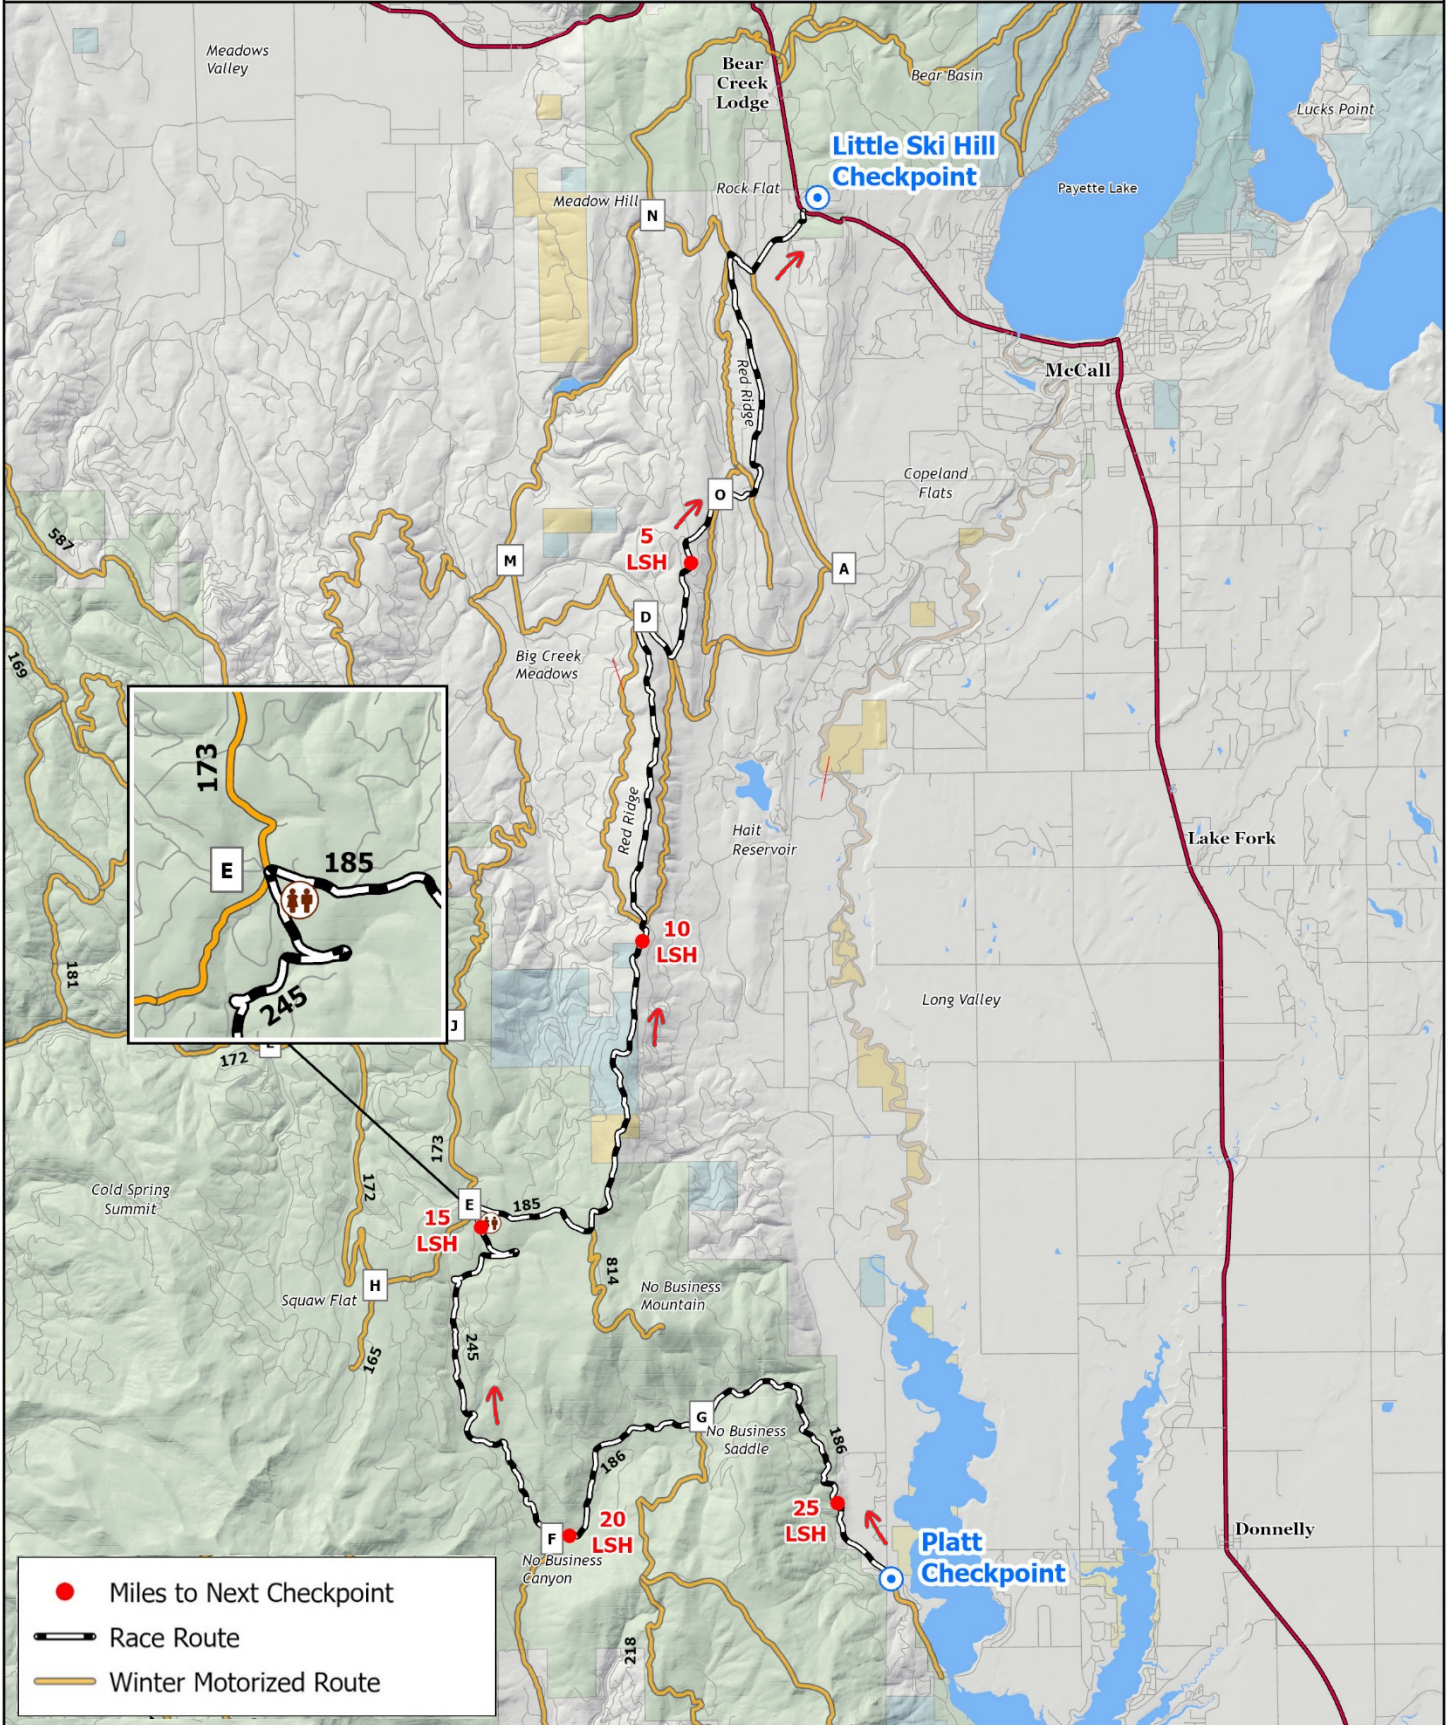 Meadows
Valley
Bear
Creek
Lodge
Bear Basin
Lucks Point
Little Ski Hill
Checkpoint
Payette Lake
Rock Flat
Meadow Hill
N
McCall
Red Ridge
Copeland
Flats
O
587
5
LSH
M
A
D
169
Big Creek
Meadows
173
E
185
245
Red Ridge
Hait
Reservoir
Lake Fork
10
LSH
181
Long Valley
J
172
173
172
Cold Spring
Summit
E
185
15
LSH
814
No Business
Mountain
H
Squaw Flat
245
165
G
No Business
Saddle
186
186
25
LSH
20
LSH
F
No Business
Canyon
Platt
Checkpoint
Donnelly
218
Miles to Next Checkpoint
Race Route
Winter Motorized Route